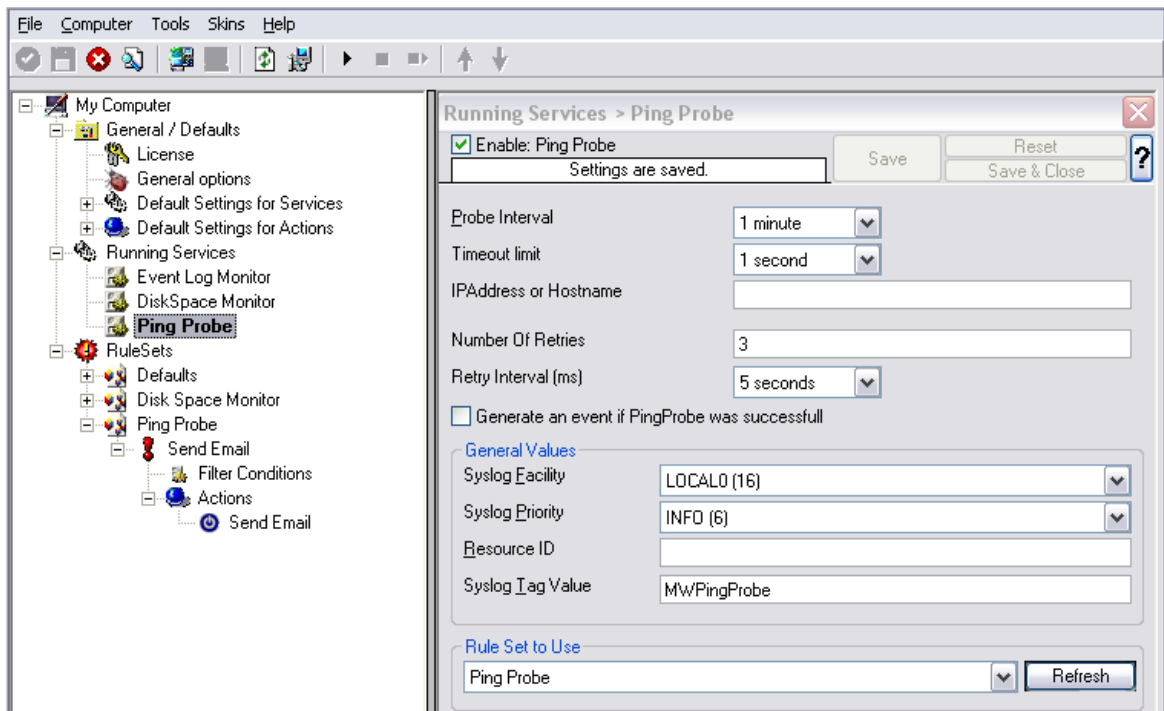 File Computer Tools Skins Help
My Computer
General / Defaults
License
General options
Default Settings for Services
Default Settings for Actions
Running Services
Event Log Monitor
DiskSpace Monitor
Ping Probe
RuleSets
Defaults
Disk Space Monitor
Ping Probe
Send Email
Filter Conditions
Actions
Send Email
Running Services > Ping Probe
Enable: Ping Probe
Settings are saved.
Save
Reset
Save & Close
?
Probe Interval
1 minute
Timeout limit
1 second
IPAddress or Hostname
Number Of Retries
3
Retry Interval (ms)
5 seconds
Generate an event if PingProbe was successfull
General Values
Syslog Facility
LOCAL0 (16)
Syslog Priority
INFO (6)
Resource ID
Syslog Tag Value
MWPingProbe
Rule Set to Use
Ping Probe
Refresh